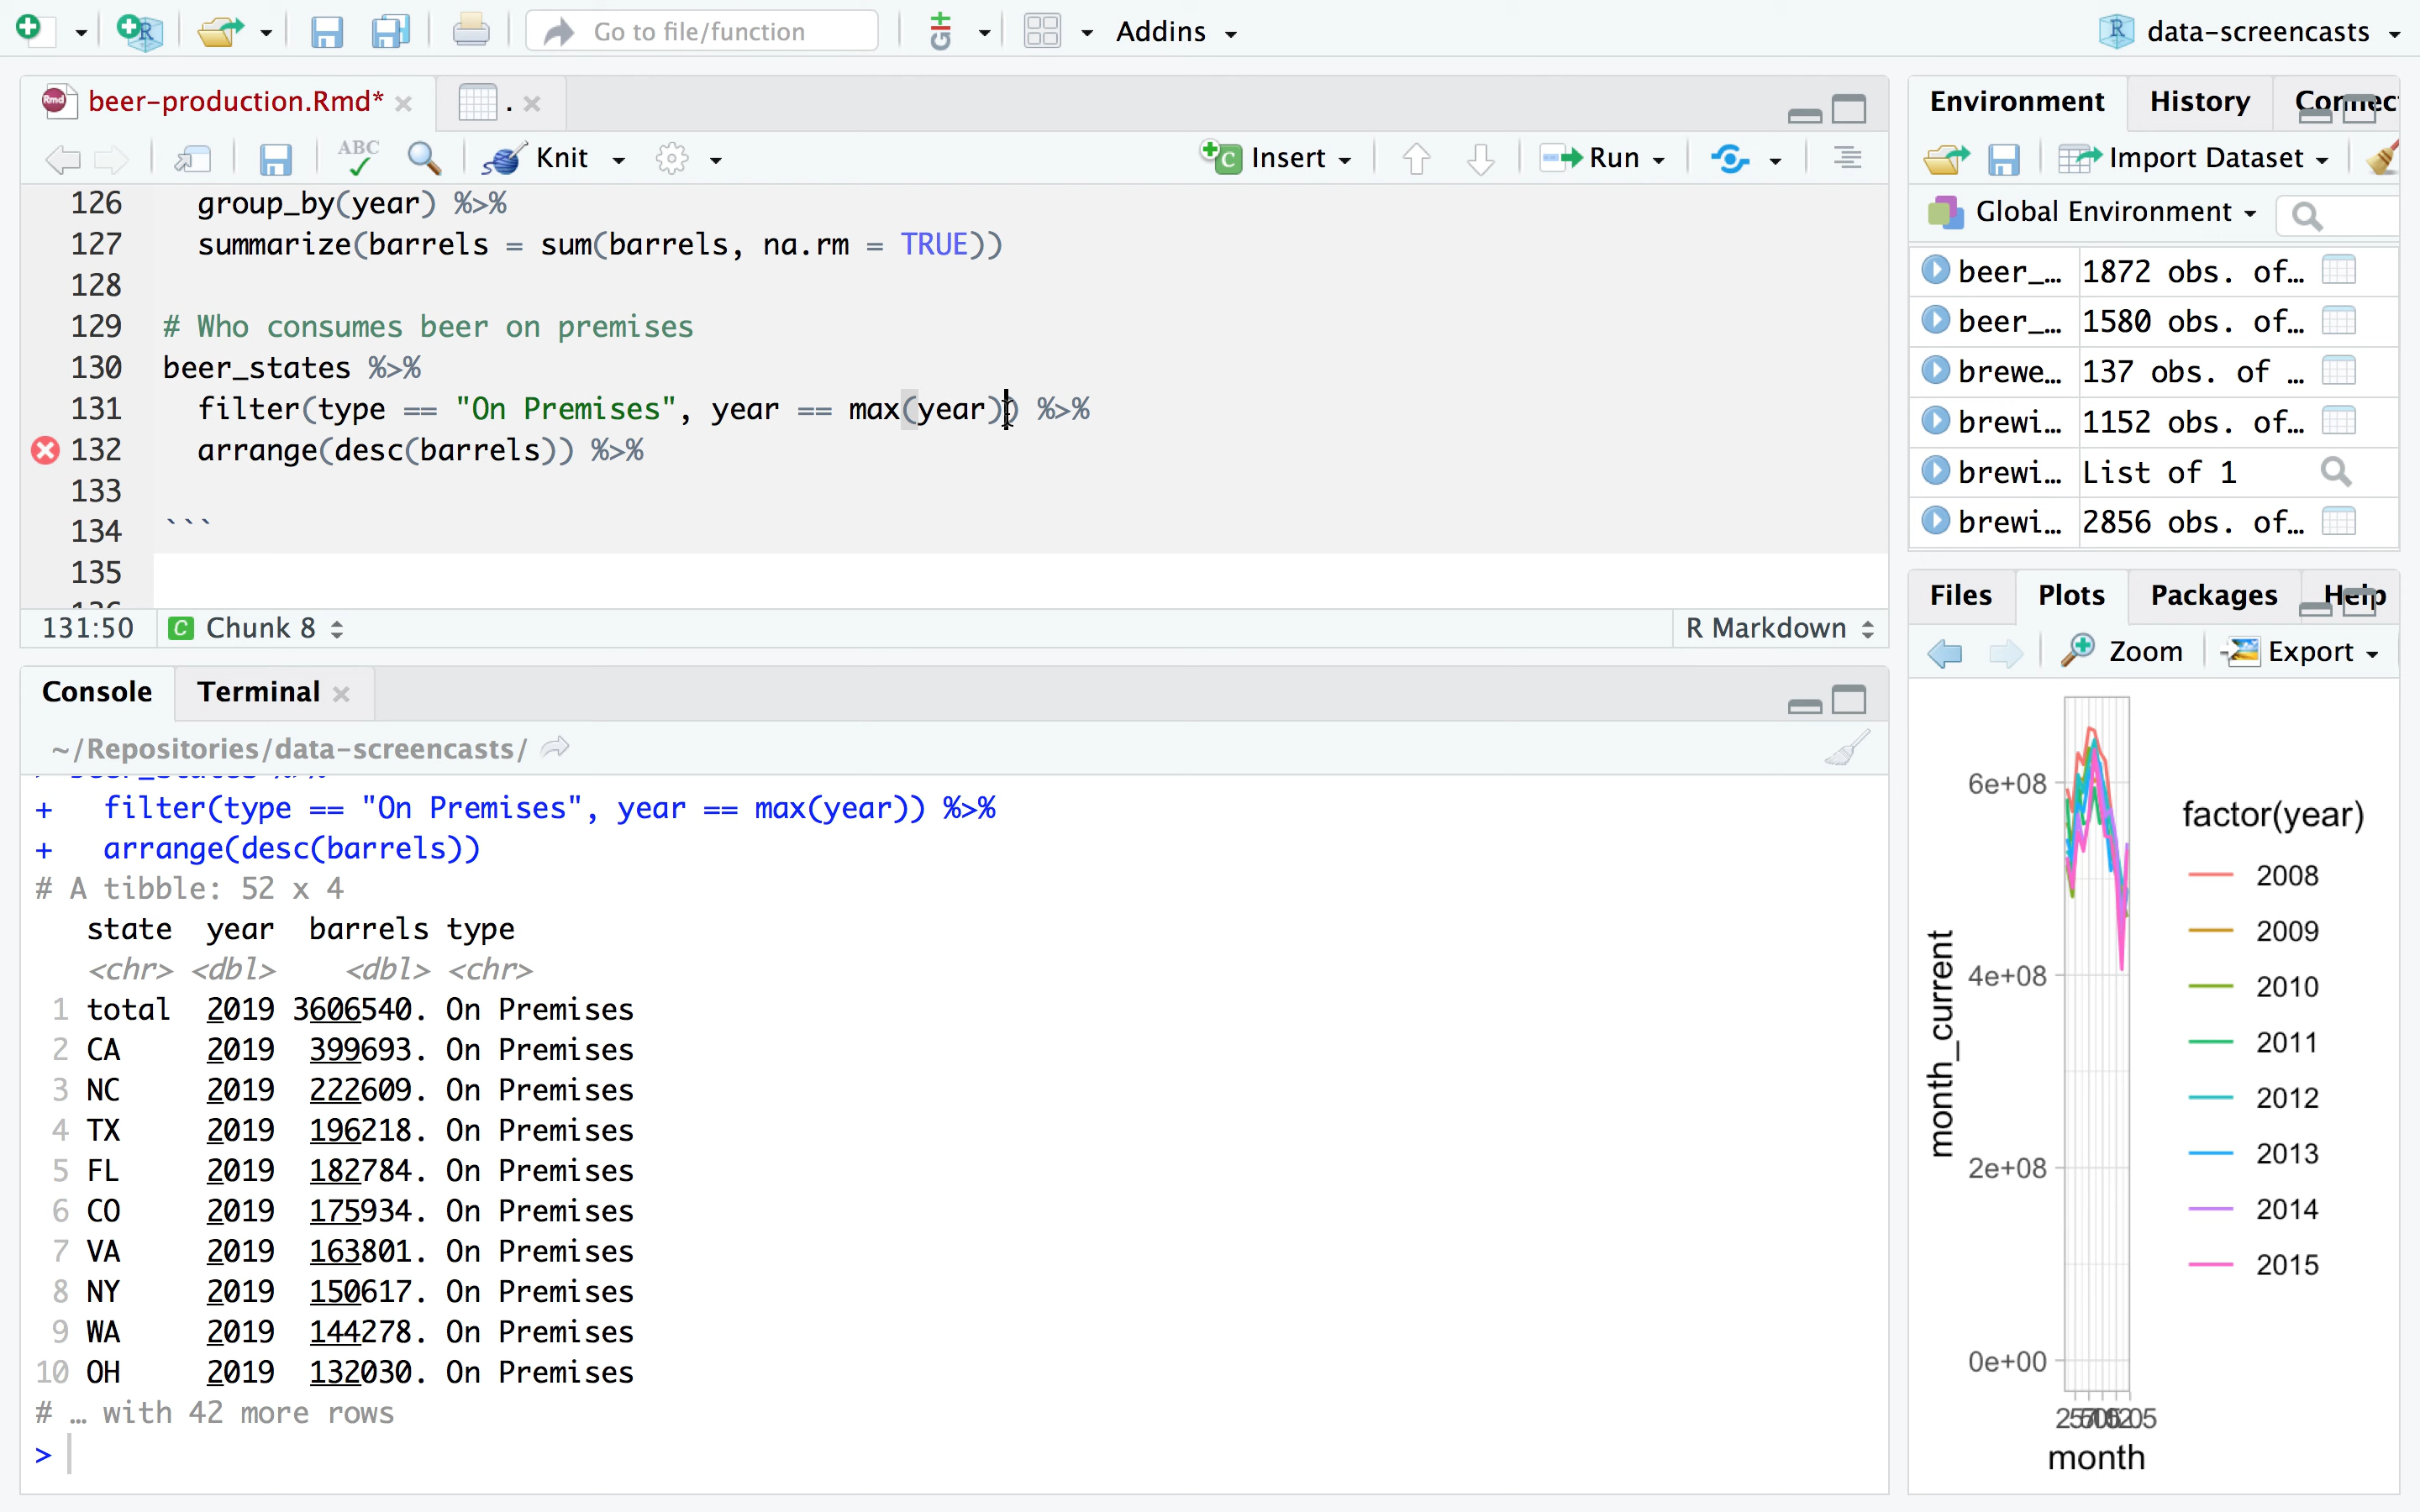 Go to file/function
Addins
data-screencasts
beer-production.Rmd*
.
ABC
Knit
Insert
Run
126 group_by(year) %>%
127 summarize(barrels = sum(barrels, na.rm = TRUE))
128
129 # Who consumes beer on premises
130 beer_states %>%
131 filter(type == "On Premises", year == max(year)) %>%
132 arrange(desc(barrels)) %>%
133
134 ```
135
131:50 Chunk 8 R Markdown
Console Terminal
~/Repositories/data-screencasts/
+ filter(type == "On Premises", year == max(year)) %>%
+ arrange(desc(barrels))
# A tibble: 52 x 4
state year barrels type
<chr> <dbl> <dbl> <chr>
1 total 2019 3606540. On Premises
2 CA 2019 399693. On Premises
3 NC 2019 222609. On Premises
4 TX 2019 196218. On Premises
5 FL 2019 182784. On Premises
6 CO 2019 175934. On Premises
7 VA 2019 163801. On Premises
8 NY 2019 150617. On Premises
9 WA 2019 144278. On Premises
10 OH 2019 132030. On Premises
# … with 42 more rows
>
Environment History
Import Dataset
Global Environment
beer_… 1872 obs. of…
beer_… 1580 obs. of…
brewe… 137 obs. of …
brewi… 1152 obs. of…
brewi… List of 1
brewi… 2856 obs. of…
Files Plots Packages Help
Zoom Export
month_current
6e+08
4e+08
2e+08
0e+00
month
factor(year)
2008
2009
2010
2011
2012
2013
2014
2015